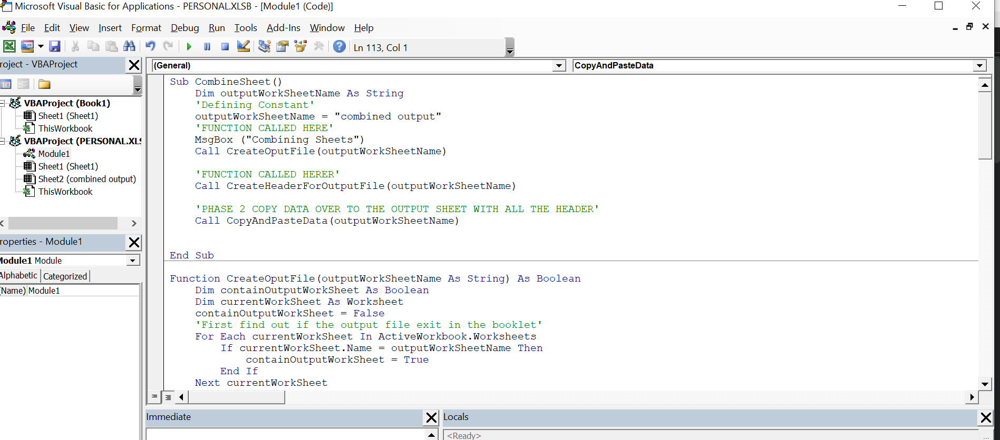 Microsoft Visual Basic for Applications - PERSONAL.XLSB - [Module1 (Code)]
File Edit View Insert Format Debug Run Tools Add-Ins Window Help
Ln 113, Col 1
roject - VBAProject
VBAProject (Book1)
Sheet1 (Sheet1)
ThisWorkbook
VBAProject (PERSONAL.XLS
Module1
Sheet1 (Sheet1)
Sheet2 (combined output)
ThisWorkbook
roperties - Module1
Module1 Module
Alphabetic Categorized
(Name) Module1
(General) CopyAndPasteData
Sub CombineSheet()
Dim outputWorkSheetName As String
'Defining Constant'
outputWorkSheetName = "combined output"
'FUNCTION CALLED HERE'
MsgBox ("Combining Sheets")
Call CreateOputFile(outputWorkSheetName)
'FUNCTION CALLED HERER'
Call CreateHeaderForOutputFile(outputWorkSheetName)
'PHASE 2 COPY DATA OVER TO THE OUTPUT SHEET WITH ALL THE HEADER'
Call CopyAndPasteData(outputWorkSheetName)
End Sub
Function CreateOputFile(outputWorkSheetName As String) As Boolean
Dim containOutputWorkSheet As Boolean
Dim currentWorkSheet As Worksheet
containOutputWorkSheet = False
'First find out if the output file exit in the booklet'
For Each currentWorkSheet In ActiveWorkbook.Worksheets
If currentWorkSheet.Name = outputWorkSheetName Then
containOutputWorkSheet = True
End If
Next currentWorkSheet
Immediate
Locals
<Ready>
...